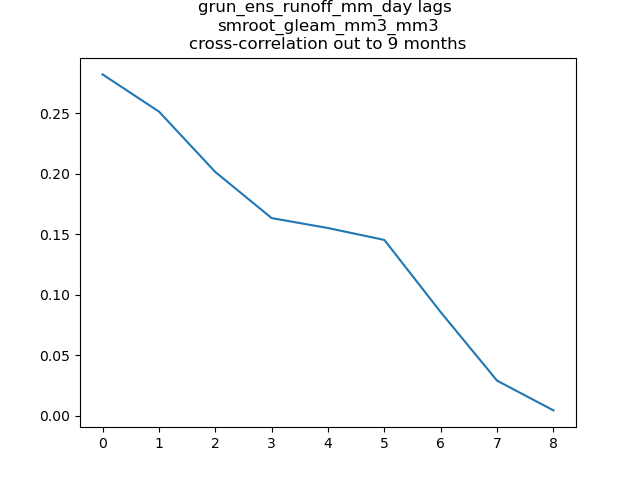 grun_ens_runoff_mm_day lags
smroot_gleam_mm3_mm3
cross-correlation out to 9 months
0.25
0.20
0.15
0.10
0.05
0.00
0 1 2 3 4 5 6 7 8